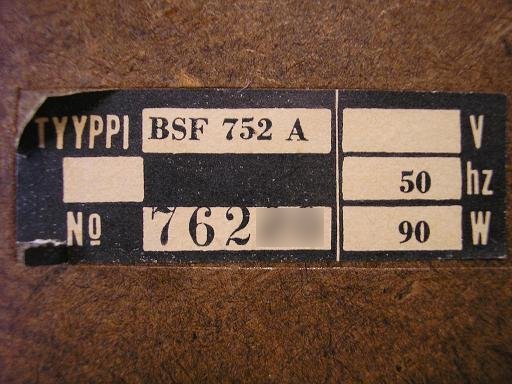 TYYPPI BSF 752 A V
50 hz
Nº 762 90 W